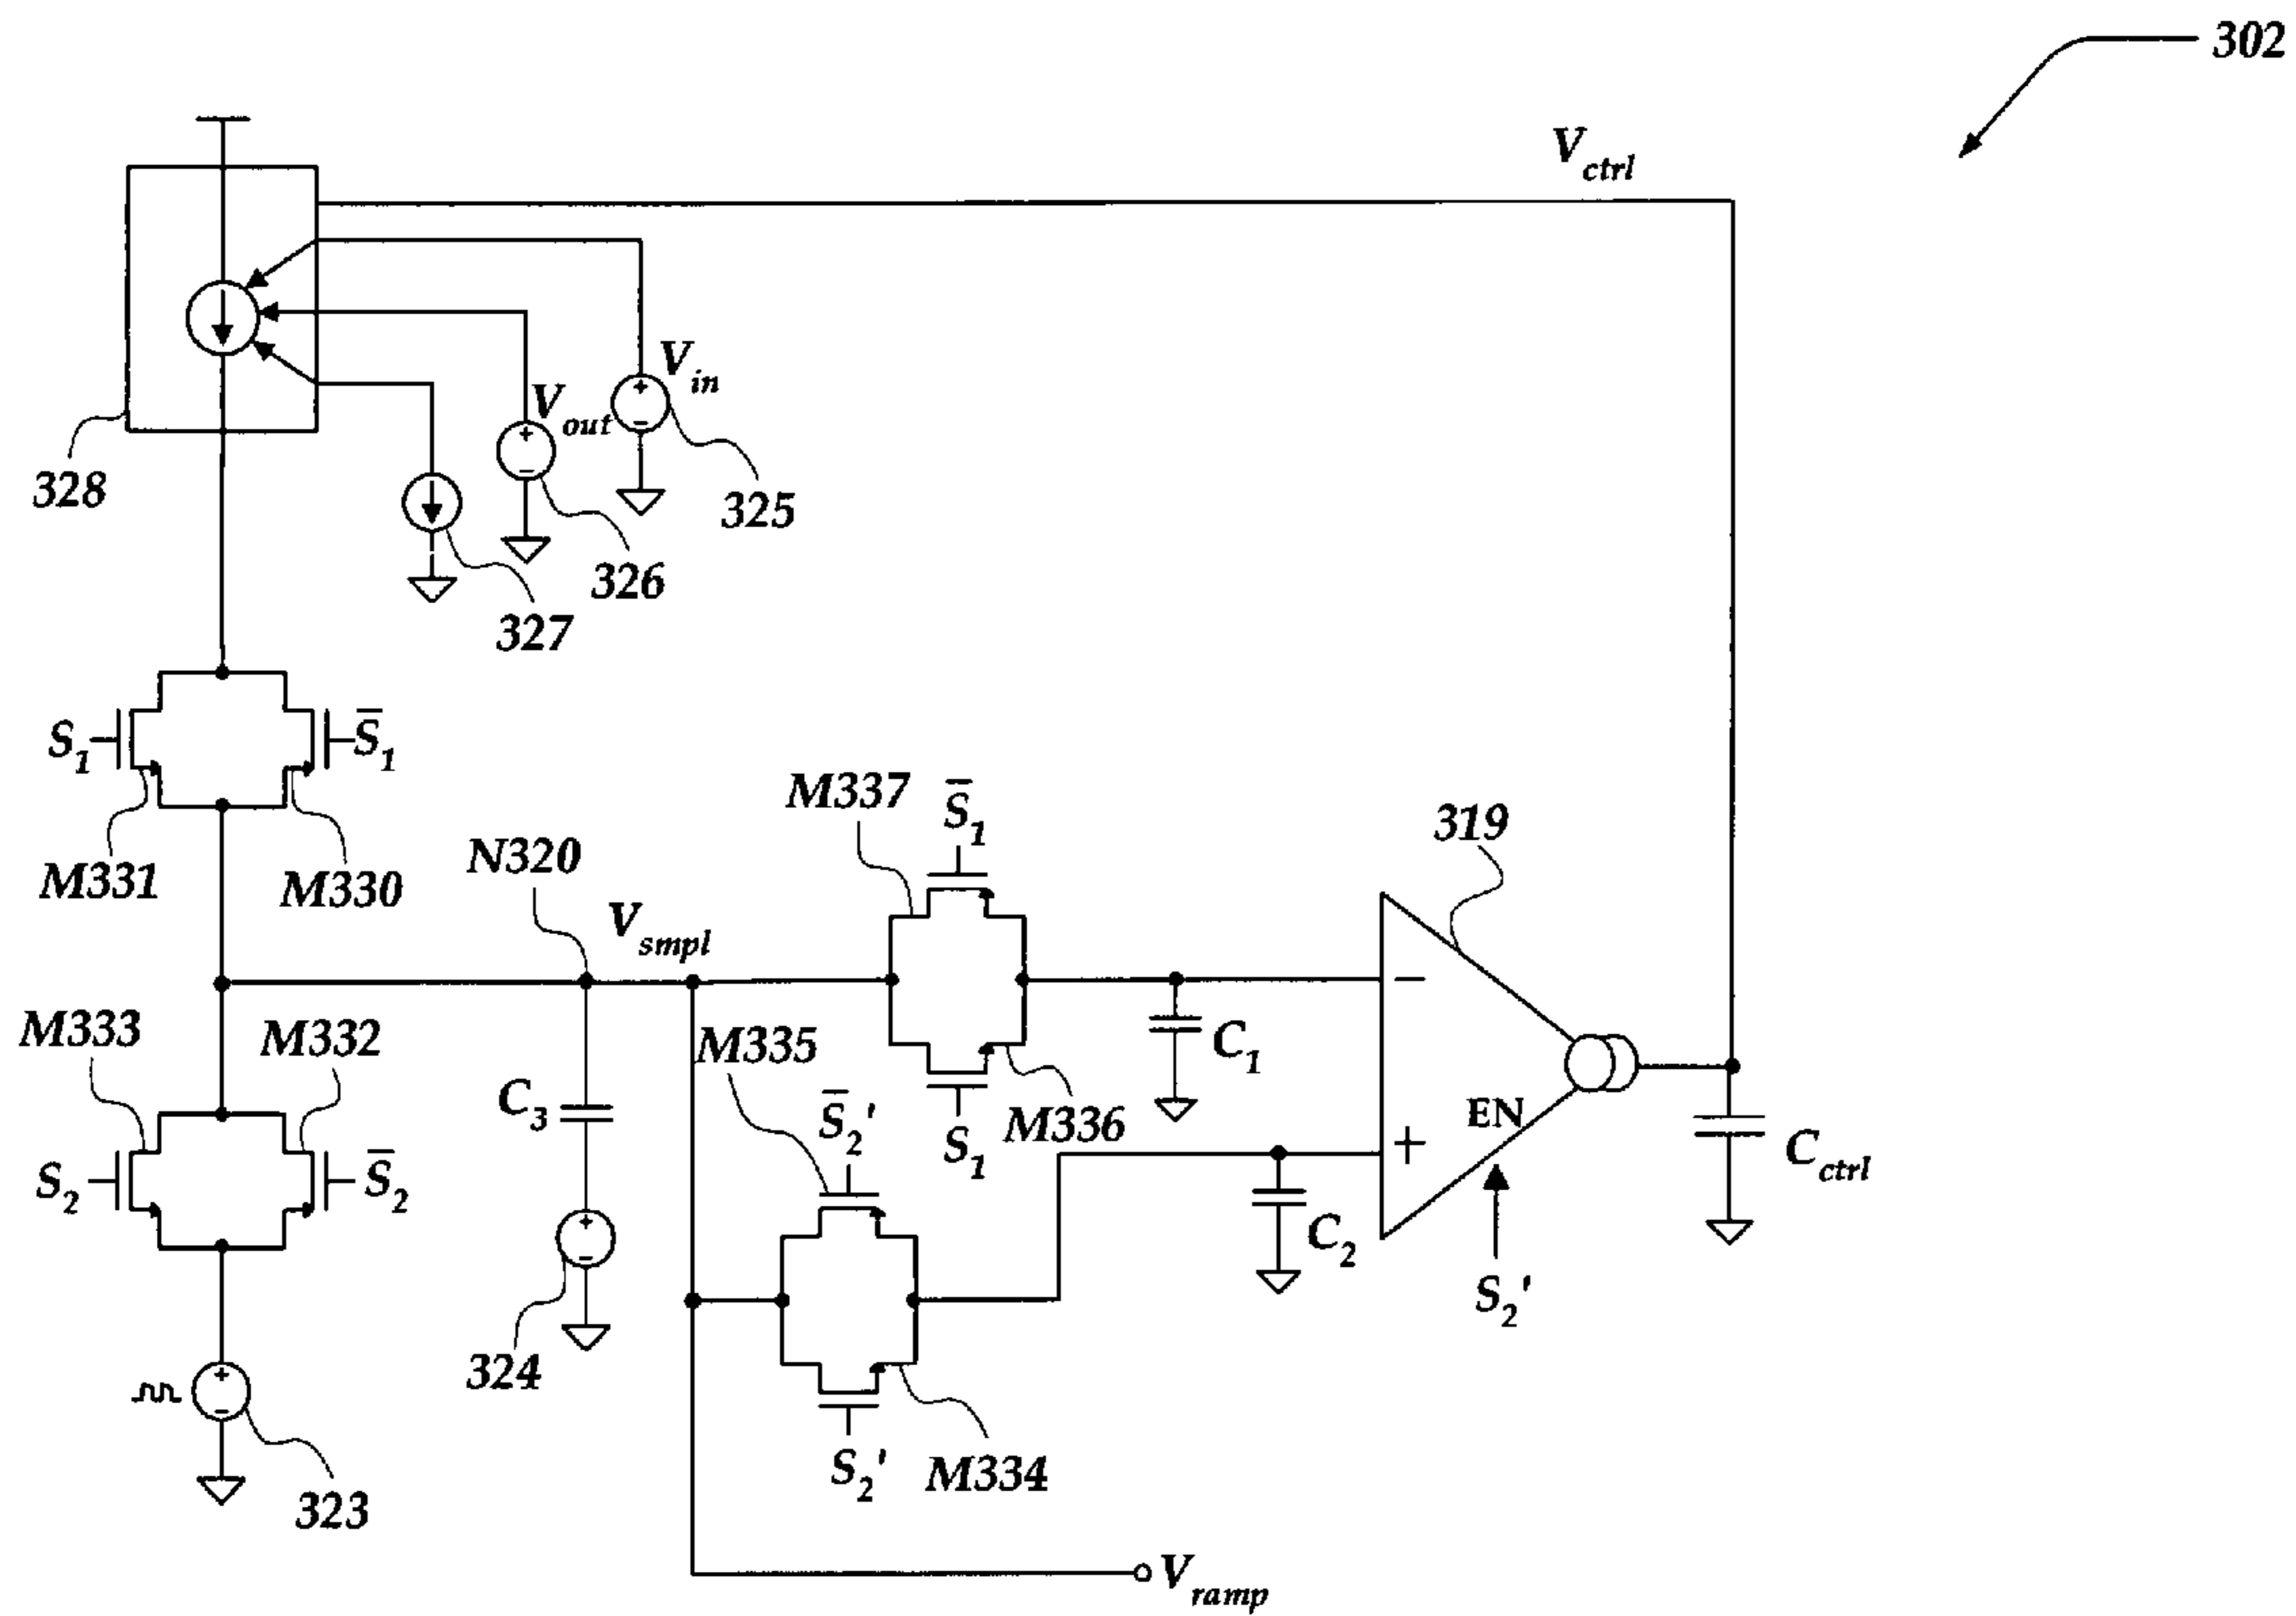 302
V_ctrl
V_in
V_out
328
325
326
327
S_1
S̅_1
M337
S̅_1
319
M331
M330
N320
V_smpl
M333
M332
M335
C_1
C_3
S̅_2'
S_1
M336
EN
S_2
S̅_2
C_2
C_ctrl
S_2'
324
323
S_2'
M334
V_ramp